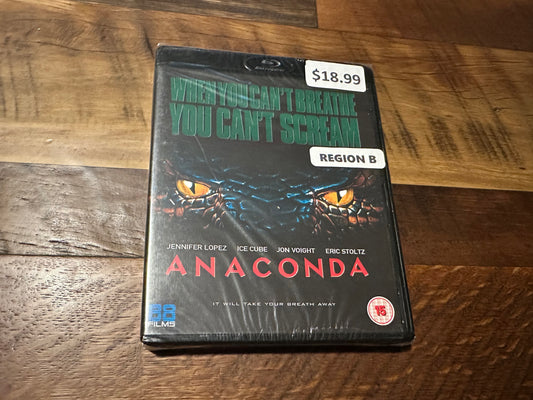 $18.99
WHEN YOU CAN'T BREATHE
YOU CAN'T SCREAM
REGION B
JENNIFER LOPEZ ICE CUBE JON VOIGHT ERIC STOLTZ
ANACONDA
IT WILL TAKE YOUR BREATH AWAY
88
FILMS
15